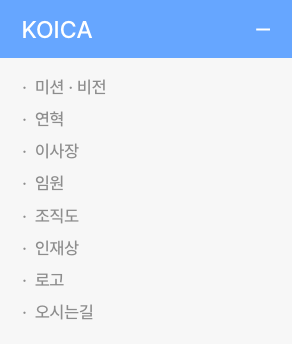 KOICA
· 미션 · 비전
· 연혁
· 이사장
· 임원
· 조직도
· 인재상
· 로고
· 오시는길